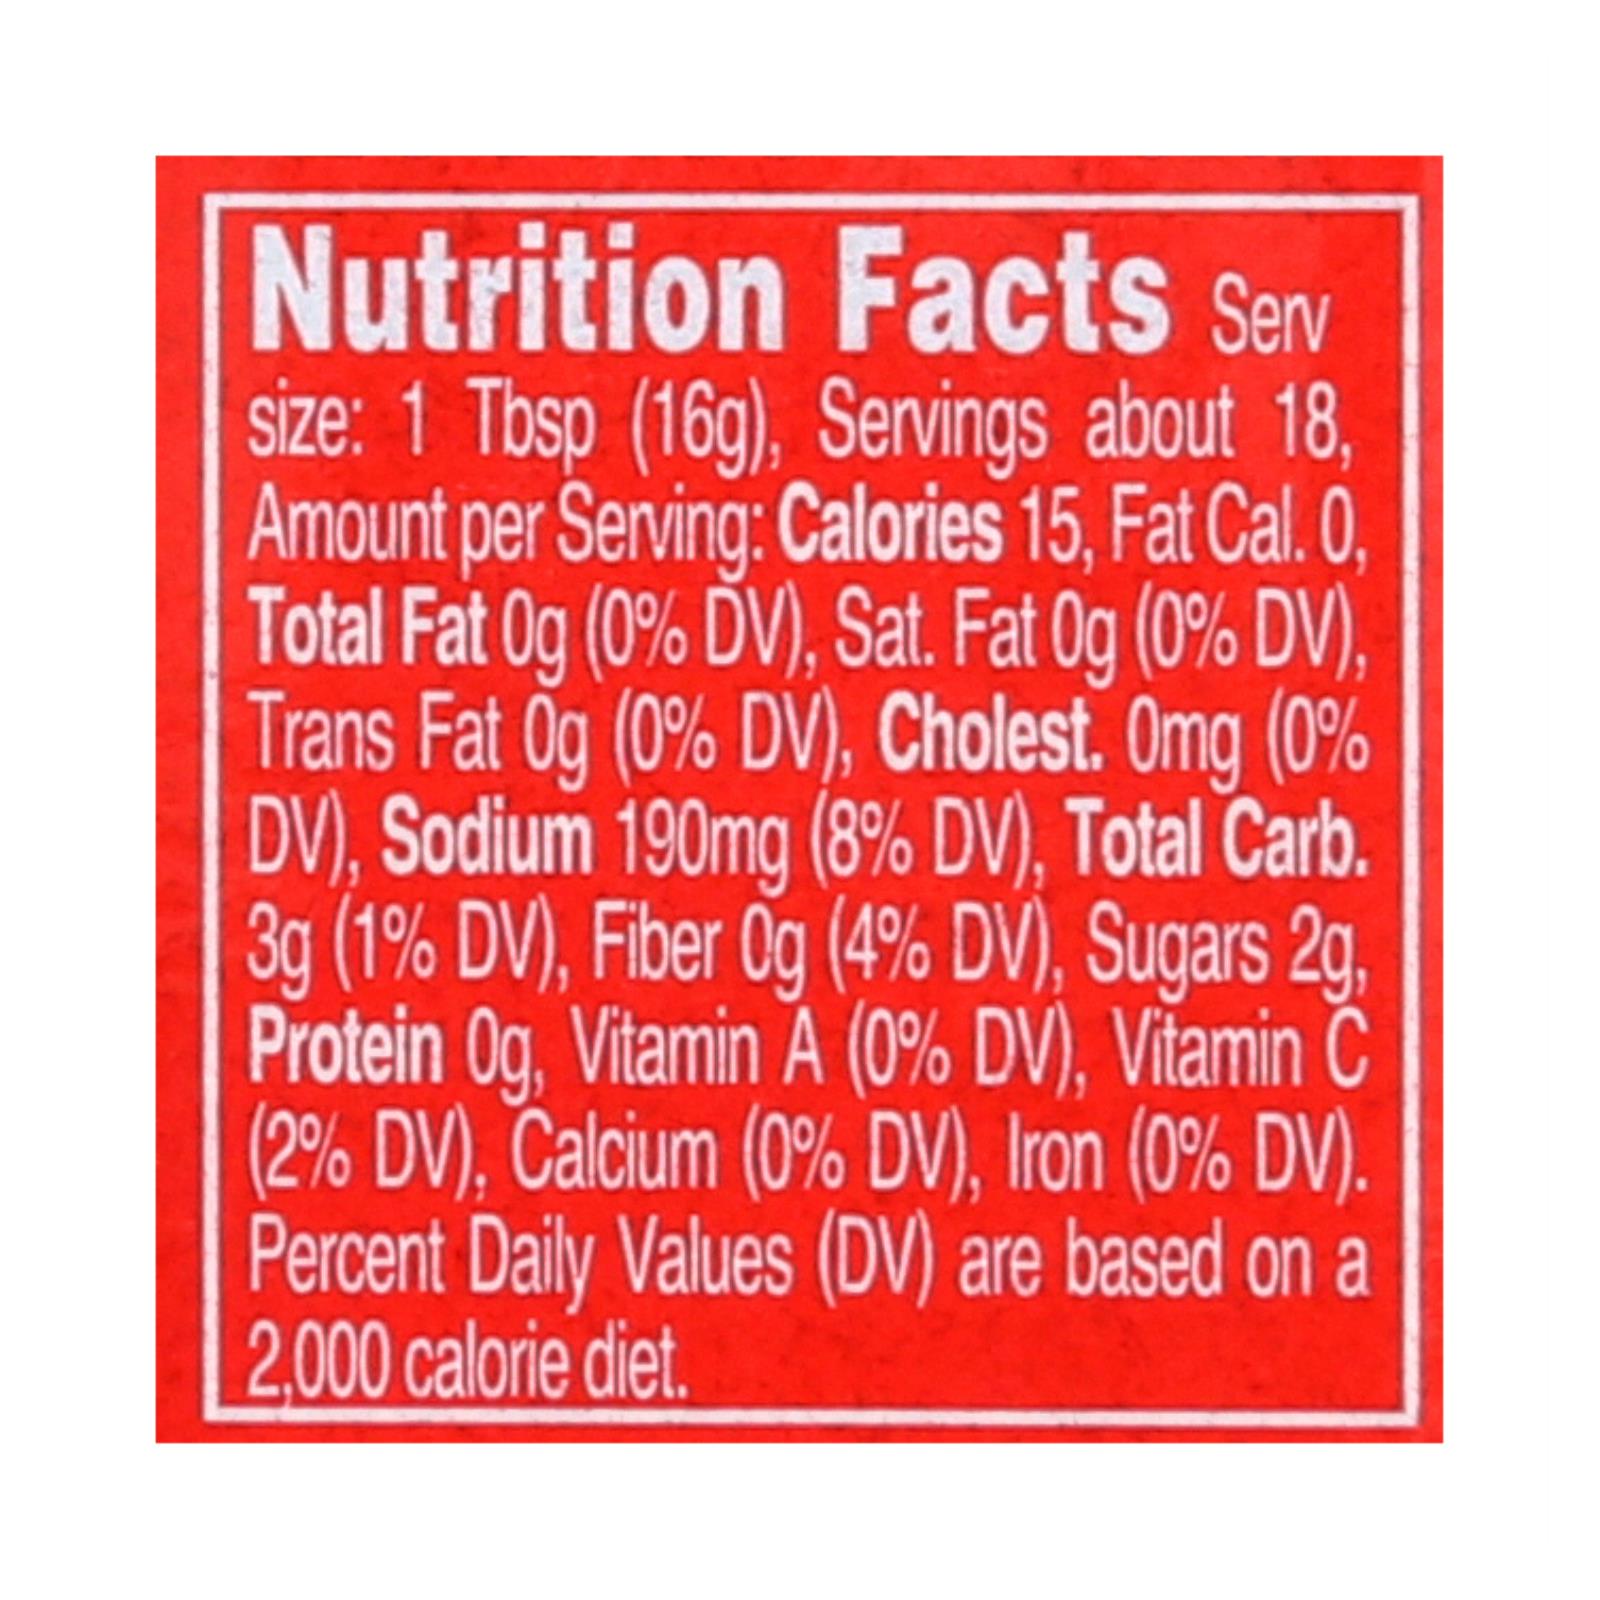 Nutrition Facts Serv
size: 1 Tbsp (16g), Servings about 18,
Amount per Serving: Calories 15, Fat Cal. 0,
Total Fat 0g (0% DV), Sat. Fat 0g (0% DV),
Trans Fat 0g (0% DV), Cholest. 0mg (0%
DV), Sodium 190mg (8% DV), Total Carb.
3g (1% DV), Fiber 0g (4% DV), Sugars 2g,
Protein 0g, Vitamin A (0% DV), Vitamin C
(2% DV), Calcium (0% DV), Iron (0% DV).
Percent Daily Values (DV) are based on a
2,000 calorie diet.